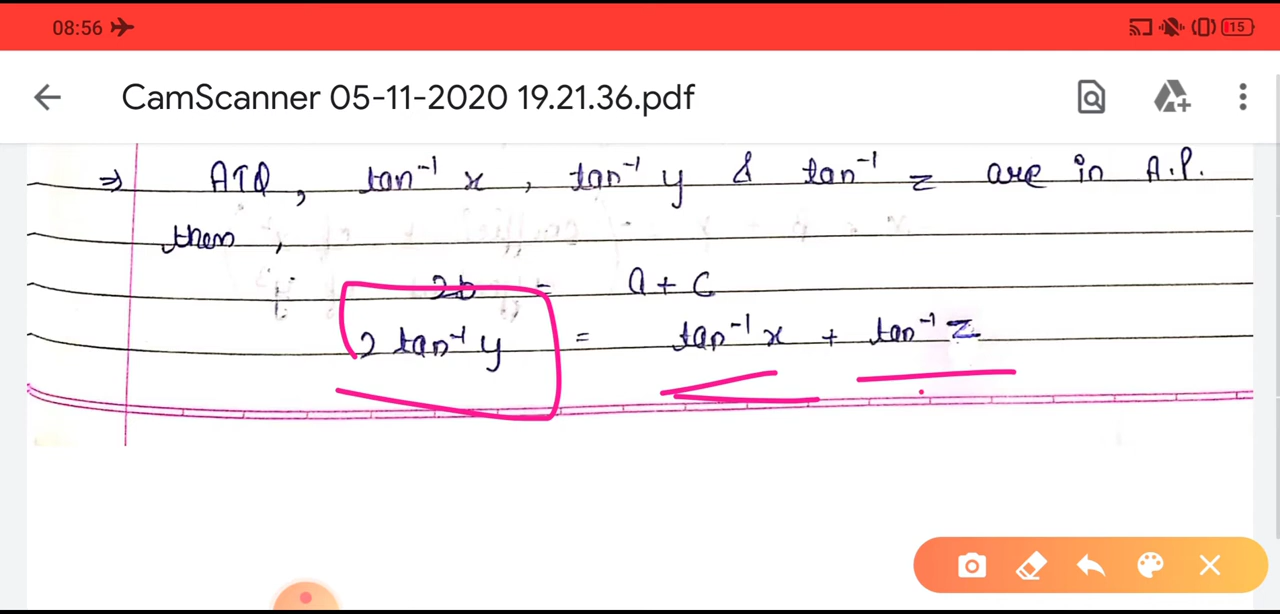 08:56
15
CamScanner 05-11-2020 19.21.36.pdf
⇒ ATQ, tan⁻¹ x, tan⁻¹ y & tan⁻¹ z are in A.P.
then,
2b = a + c
2 tan⁻¹ y = tan⁻¹ x + tan⁻¹ z